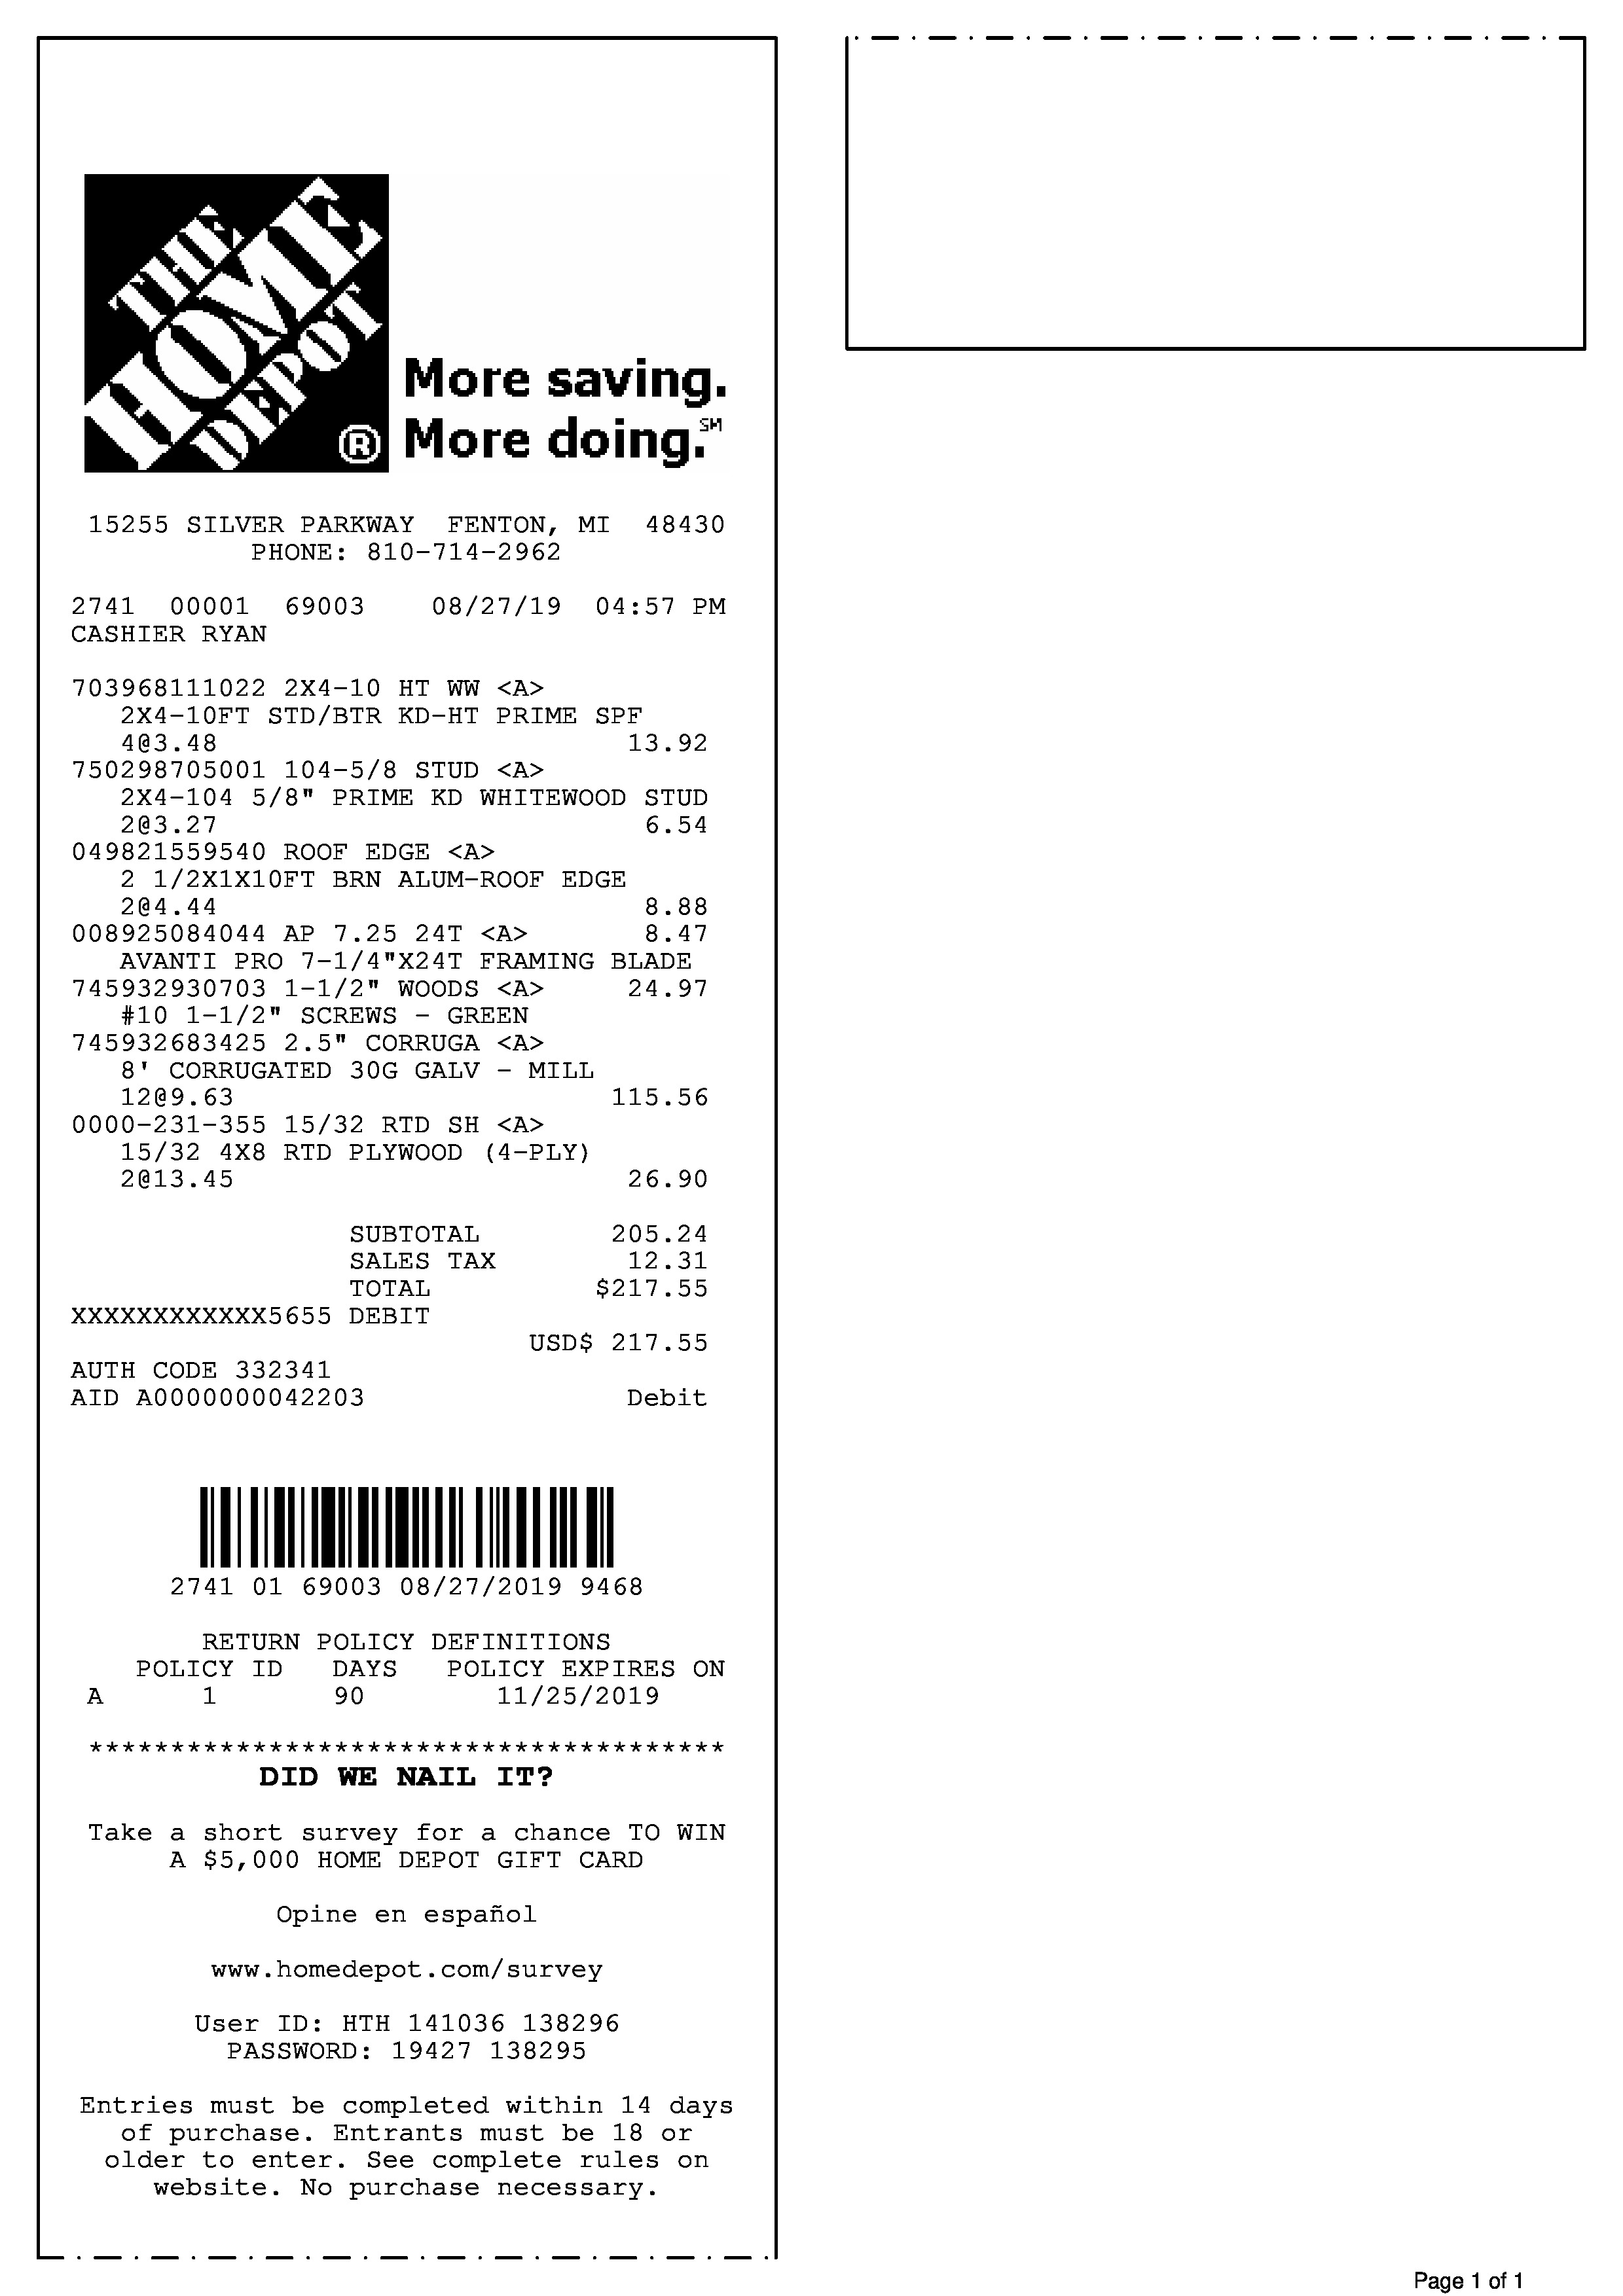 THE
HOME
DEPOT
®
More saving.
More doing.℠
15255 SILVER PARKWAY  FENTON, MI  48430
PHONE: 810-714-2962
2741  00001  69003    08/27/19  04:57 PM
CASHIER RYAN
703968111022 2X4-10 HT WW <A>
2X4-10FT STD/BTR KD-HT PRIME SPF
4@3.48 13.92
750298705001 104-5/8 STUD <A>
2X4-104 5/8" PRIME KD WHITEWOOD STUD
2@3.27 6.54
049821559540 ROOF EDGE <A>
2 1/2X1X10FT BRN ALUM-ROOF EDGE
2@4.44 8.88
008925084044 AP 7.25 24T <A> 8.47
AVANTI PRO 7-1/4"X24T FRAMING BLADE
745932930703 1-1/2" WOODS <A> 24.97
#10 1-1/2" SCREWS - GREEN
745932683425 2.5" CORRUGA <A>
8' CORRUGATED 30G GALV - MILL
12@9.63 115.56
0000-231-355 15/32 RTD SH <A>
15/32 4X8 RTD PLYWOOD (4-PLY)
2@13.45 26.90
SUBTOTAL 205.24
SALES TAX 12.31
TOTAL $217.55
XXXXXXXXXXXX5655 DEBIT
USD$ 217.55
AUTH CODE 332341
AID A0000000042203 Debit
2741 01 69003 08/27/2019 9468
RETURN POLICY DEFINITIONS
POLICY ID DAYS POLICY EXPIRES ON
A 1 90 11/25/2019
***************************************
DID WE NAIL IT?
Take a short survey for a chance TO WIN
A $5,000 HOME DEPOT GIFT CARD
Opine en español
www.homedepot.com/survey
User ID: HTH 141036 138296
PASSWORD: 19427 138295
Entries must be completed within 14 days
of purchase. Entrants must be 18 or
older to enter. See complete rules on
website. No purchase necessary.
Page 1 of 1